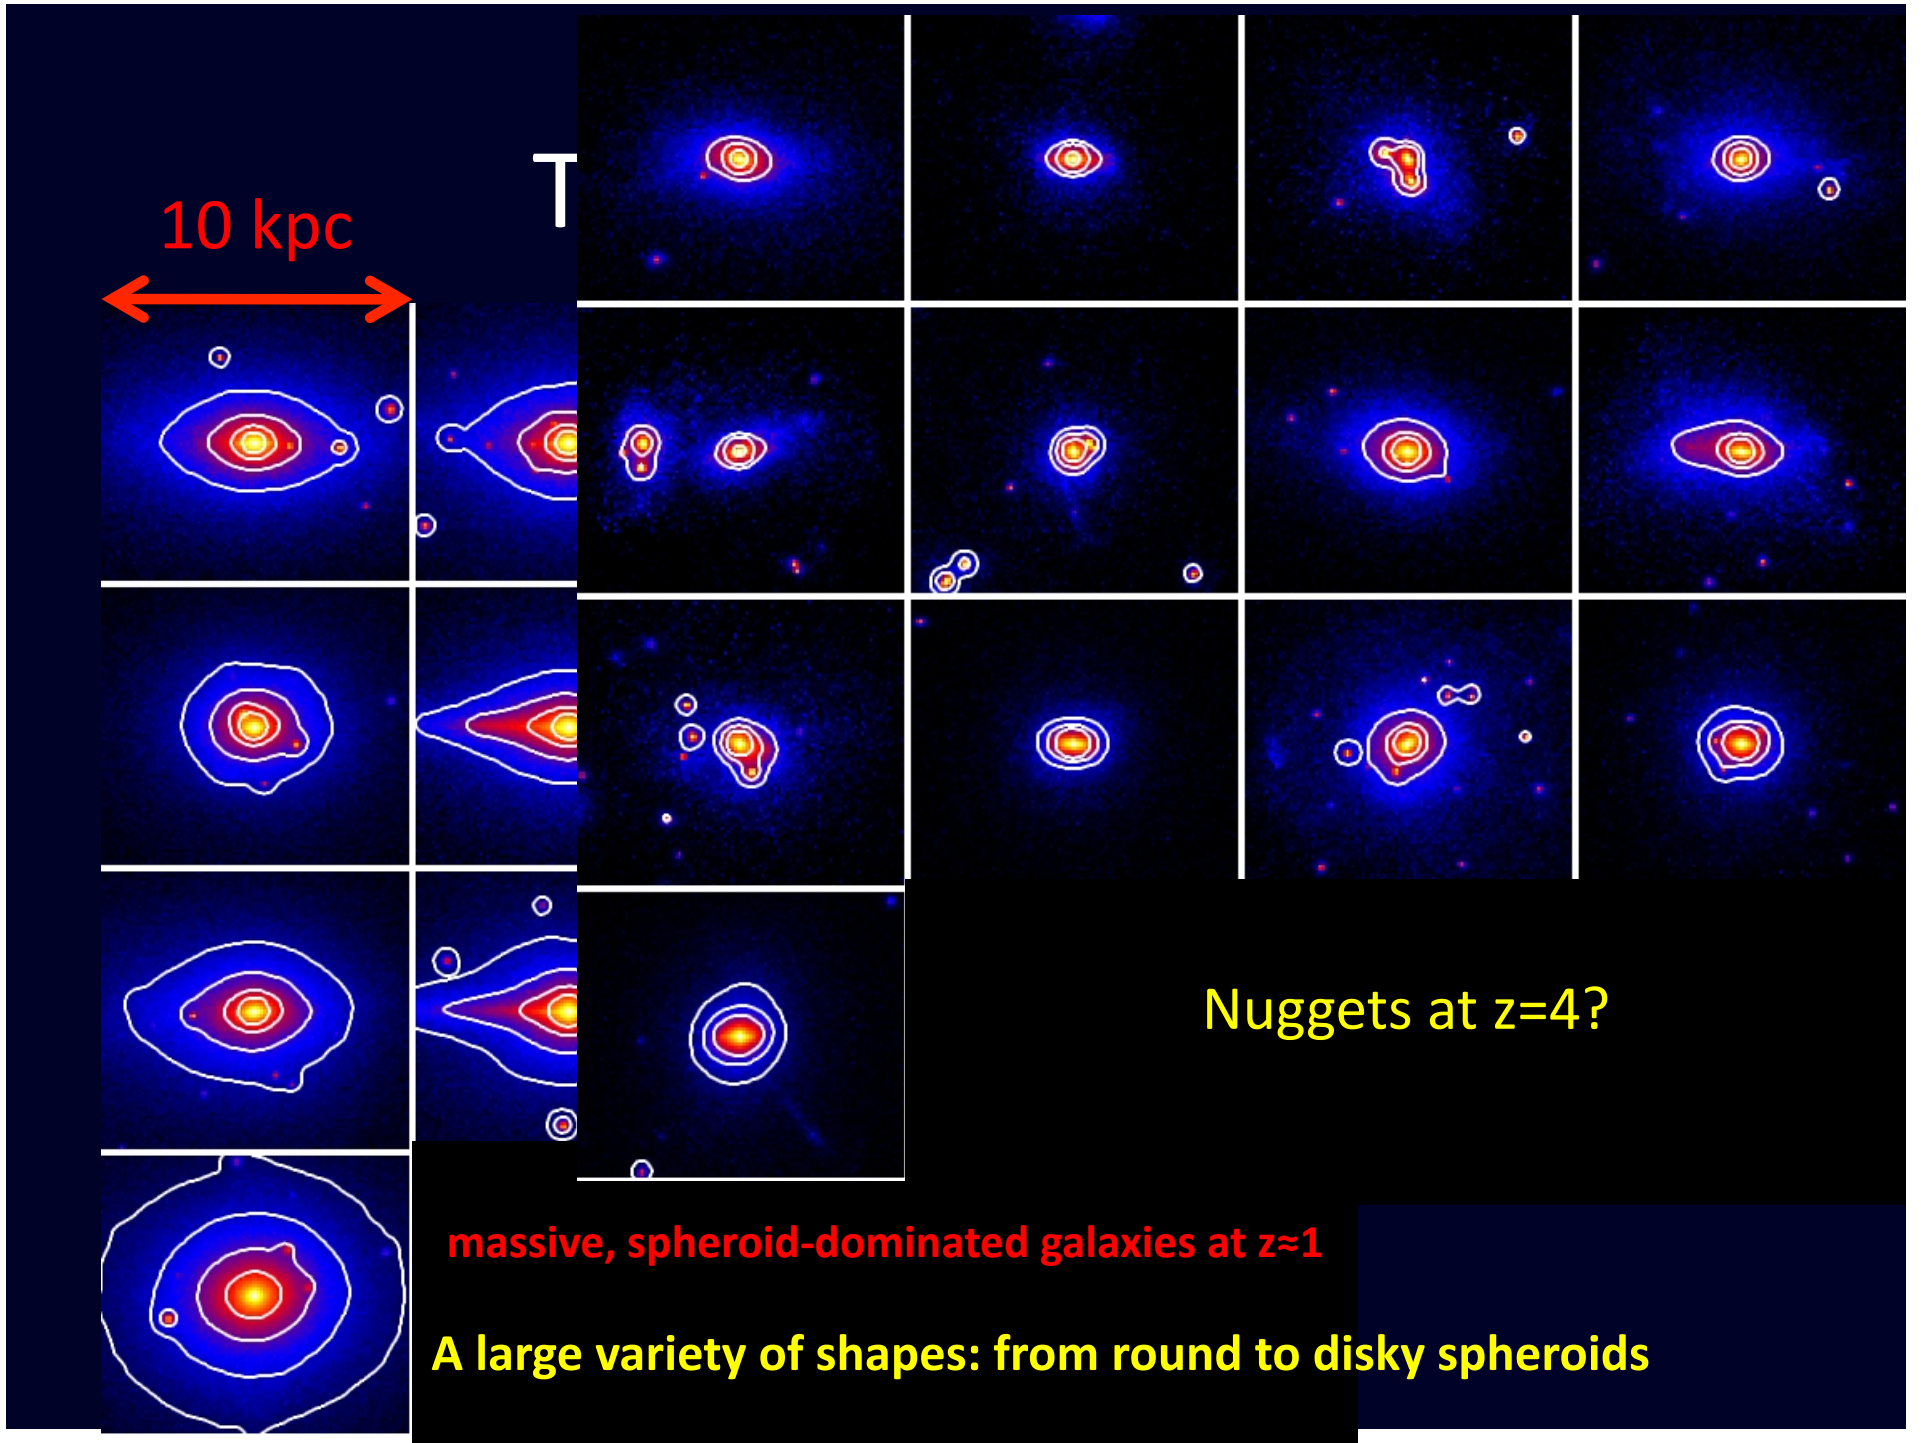 T
10 kpc
Nuggets at z=4?
massive, spheroid-dominated galaxies at z≈1
A large variety of shapes: from round to disky spheroids